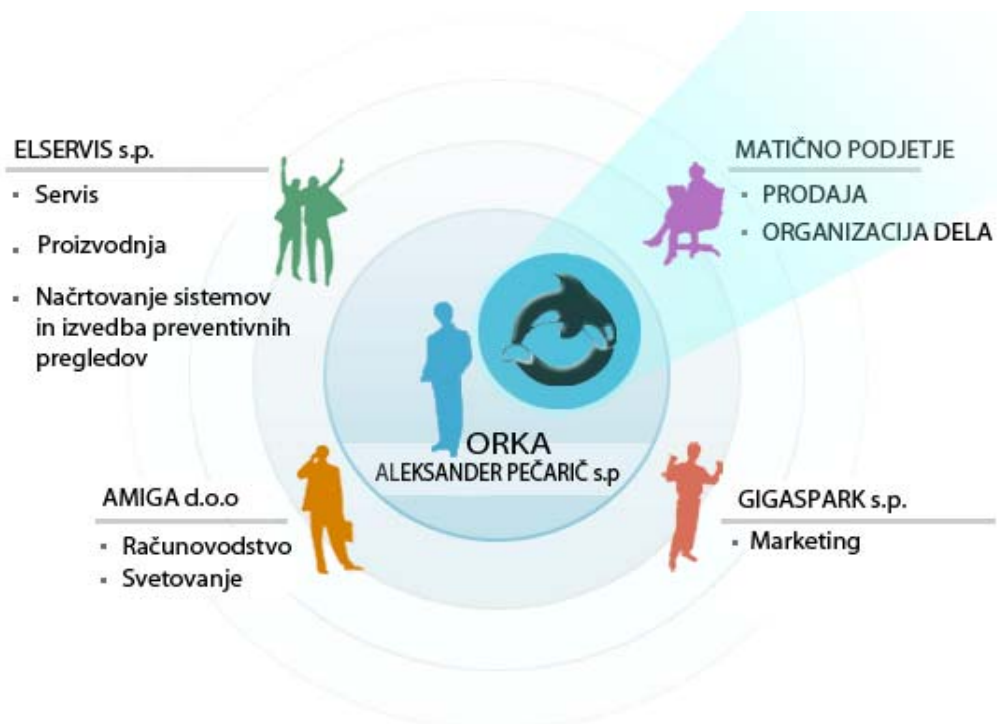 ELSERVIS s.p.
▪ Servis
▪ Proizvodnja
▪ Načrtovanje sistemov
in izvedba preventivnih
pregledov
MATIČNO PODJETJE
▪ PRODAJA
▪ ORGANIZACIJA DELA
ORKA
ALEKSANDER PEČARIČ s.p
AMIGA d.o.o
▪ Računovodstvo
▪ Svetovanje
GIGASPARK s.p.
▪ Marketing